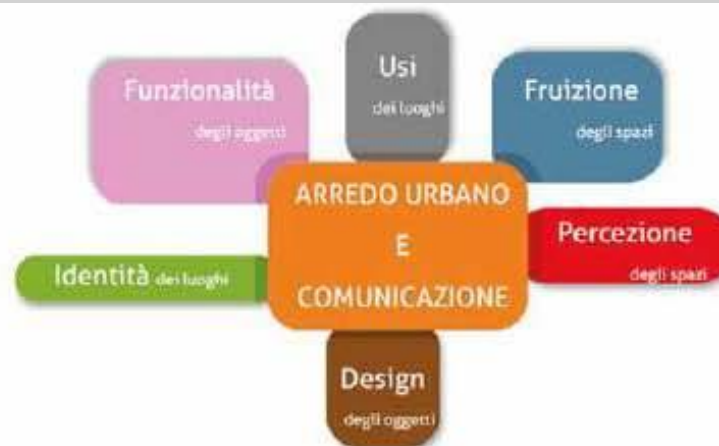 Usi
dei luoghi
Funzionalità
degli oggetti
Fruizione
degli spazi
ARREDO URBANO
E
COMUNICAZIONE
Percezione
degli spazi
Identità dei luoghi
Design
degli oggetti